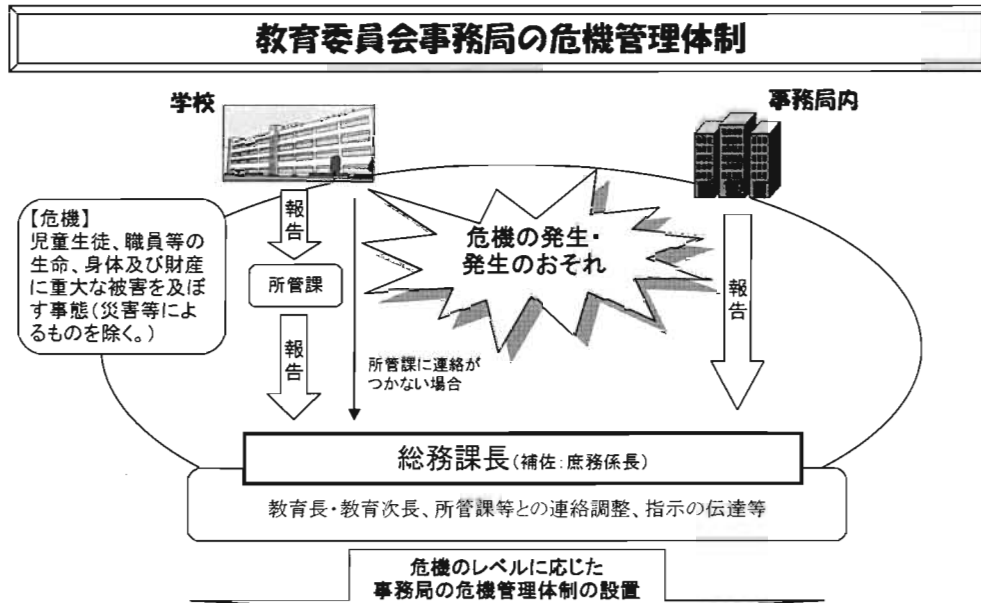 教育委員会事務局の危機管理体制
学校
事務局内
【危機】
児童生徒、職員等の
生命、身体及び財産
に重大な被害を及ぼ
す事態(災害等によ
るものを除く。)
報告
所管課
報告
所管課に連絡が
つかない場合
危機の発生・
発生のおそれ
報告
総務課長(補佐:庶務係長)
教育長・教育次長、所管課等との連絡調整、指示の伝達等
危機のレベルに応じた
事務局の危機管理体制の設置